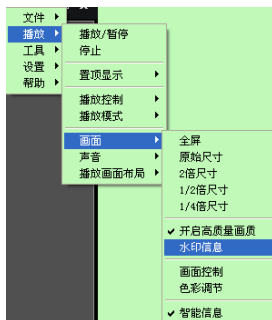 文件
播放
工具
设置
帮助
播放/暂停
停止
置顶显示
播放控制
播放模式
画面
声音
播放画面布局
全屏
原始尺寸
2倍尺寸
1/2倍尺寸
1/4倍尺寸
开启高质量画质
水印信息
画面控制
色彩调节
智能信息